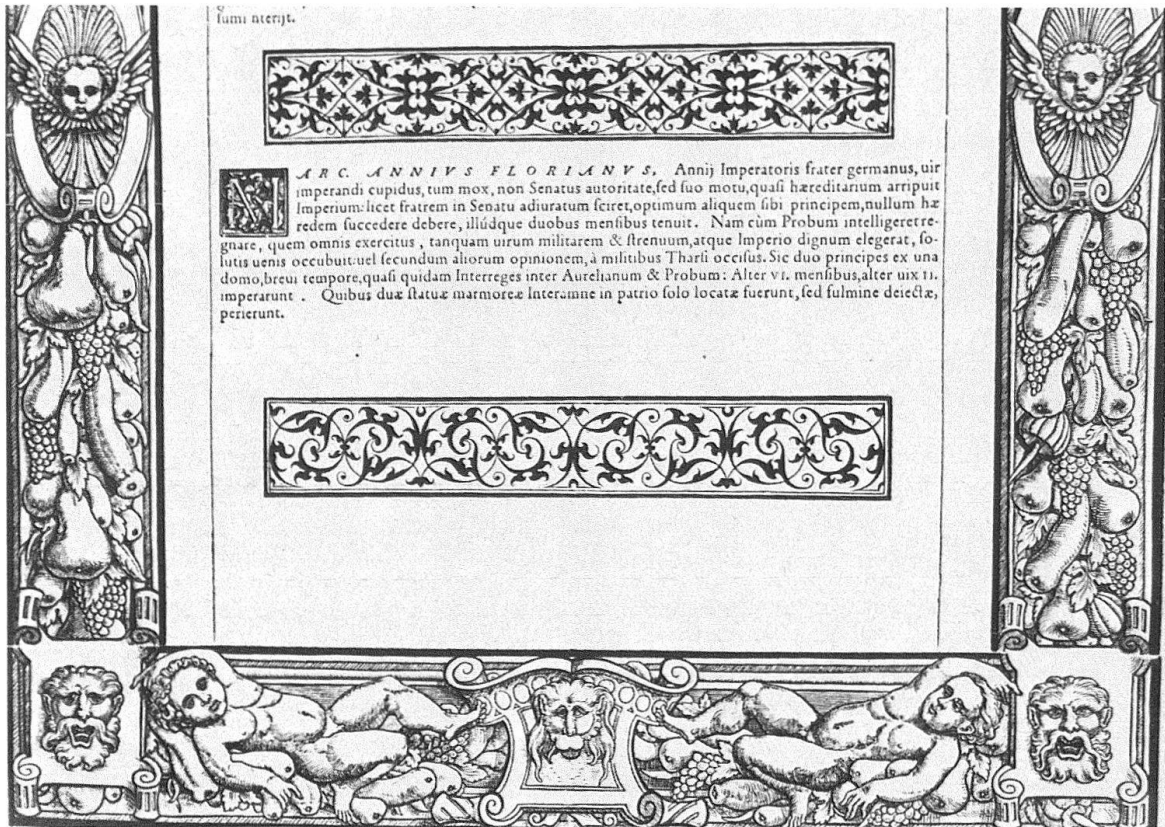 sumi nterijt.
MARC. ANNIVS FLORIANVS, Annij Imperatoris frater germanus, uir
imperandi cupidus, tum mox, non Senatus autoritate, sed suo motu, quasi hæreditarium arripuit
Imperium: licet fratrem in Senatu adiuratum sciret, optimum aliquem sibi principem, nullum hæ
redem succedere debere, illúdque duobus mensibus tenuit. Nam cùm Probum intelligeret re-
gnare, quem omnis exercitus, tanquam uirum militarem & strenuum, atque Imperio dignum elegerat, so-
lutis uenis occubuit: uel secundum aliorum opinionem, à militibus Tharsi occisus. Sic duo principes ex una
domo, breui tempore, quasi quidam Interreges inter Aurelianum & Probum: Alter VI. mensibus, alter uix II.
imperarunt. Quibus duæ statuæ marmoreæ Interamne in patrio solo locatæ fuerunt, sed fulmine deiectæ,
perierunt.